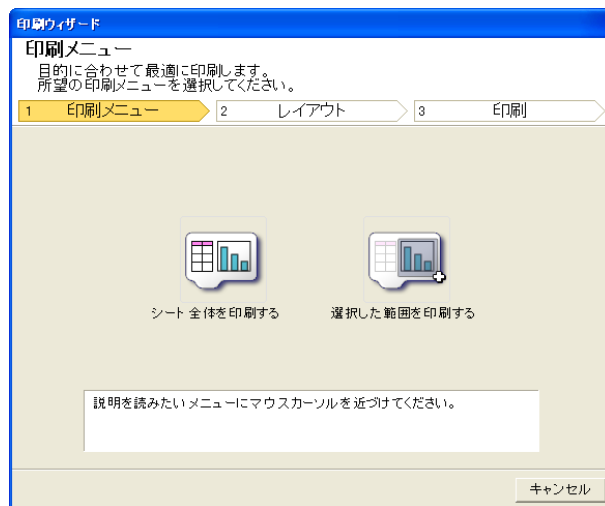 印刷ウィザード
印刷メニュー
目的に合わせて最適に印刷します。
所望の印刷メニューを選択してください。
1 印刷メニュー 2 レイアウト 3 印刷
シート全体を印刷する 選択した範囲を印刷する
説明を読みたいメニューにマウスカーソルを近づけてください。
キャンセル